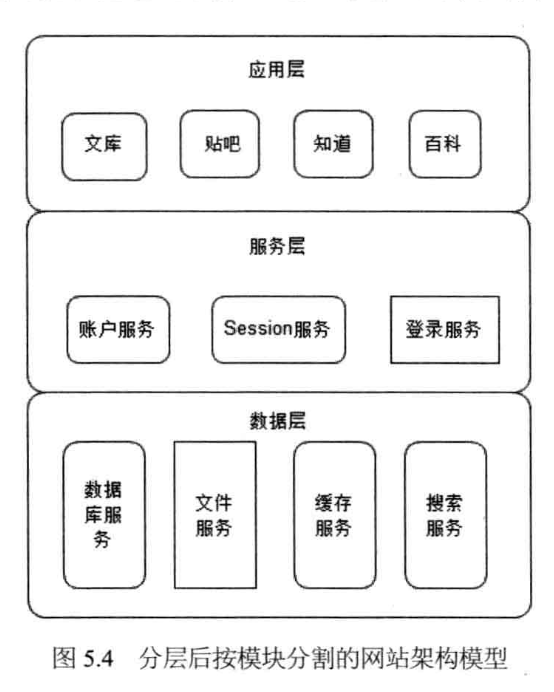 应用层
文库
贴吧
知道
百科
服务层
账户服务
Session服务
登录服务
数据层
数据
库服
务
文件
服务
缓存
服务
搜索
服务
图 5.4 分层后按模块分割的网站架构模型